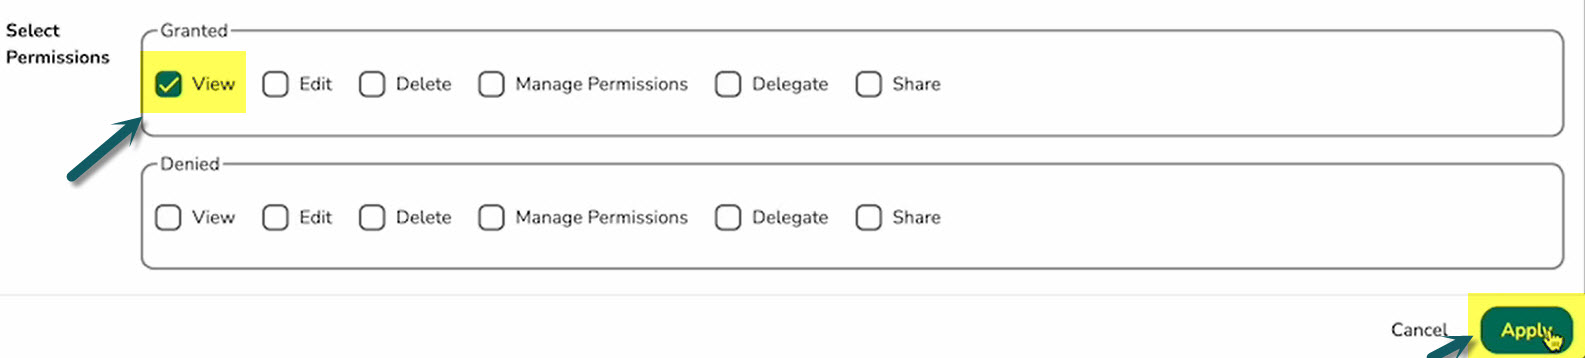 Select
Permissions
Granted
View Edit Delete Manage Permissions Delegate Share
Denied
View Edit Delete Manage Permissions Delegate Share
Cancel Apply